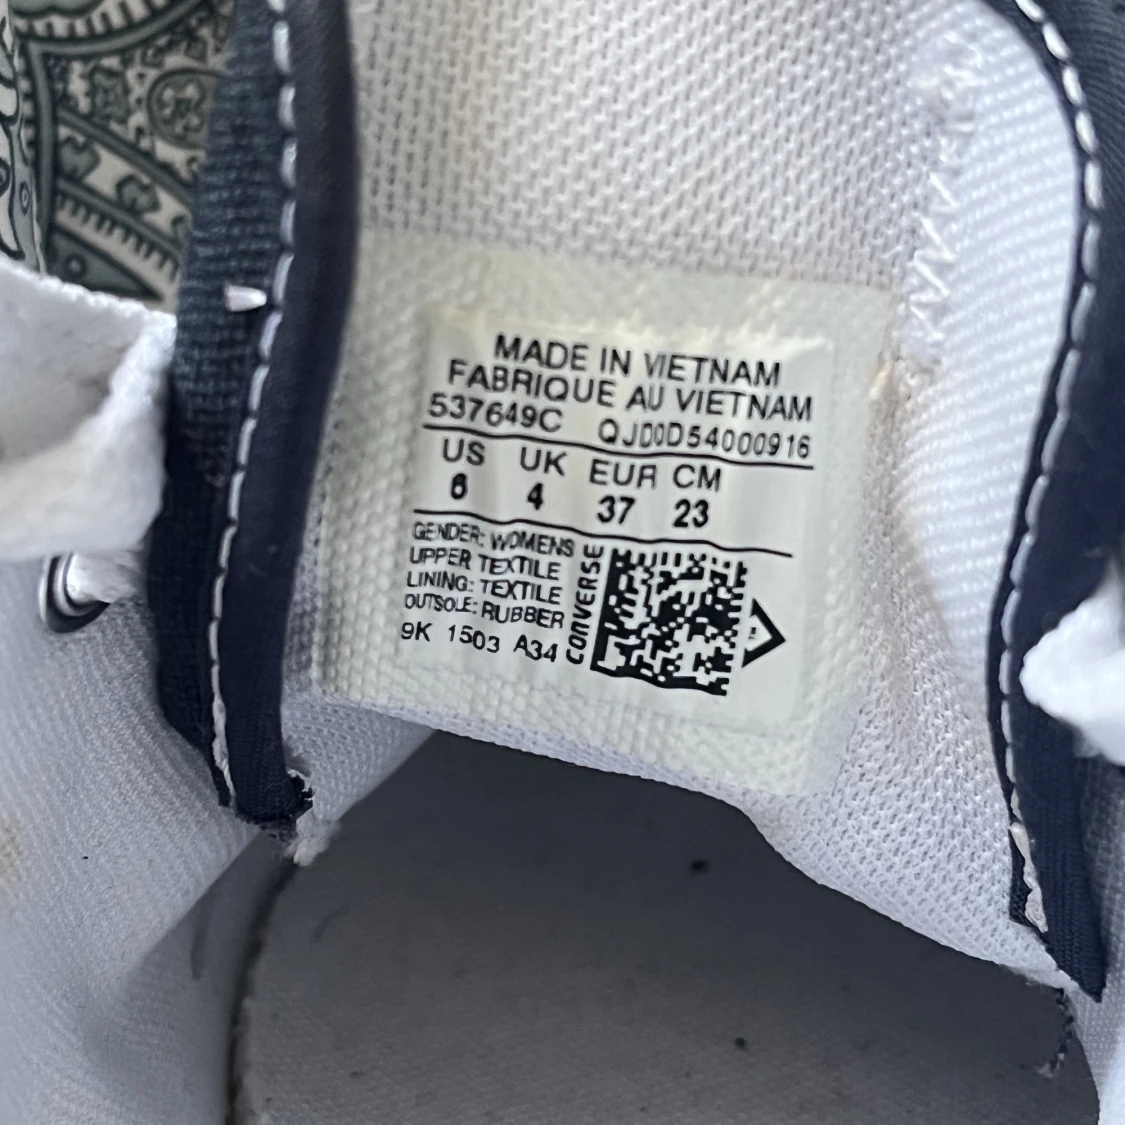 MADE IN VIETNAM
FABRIQUE AU VIETNAM
537649C QJD0D54000916
US UK EUR CM
6 4 37 23
GENDER: WOMENS
UPPER TEXTILE
LINING: TEXTILE
OUTSOLE: RUBBER
9K 1503 A34
CONVERSE